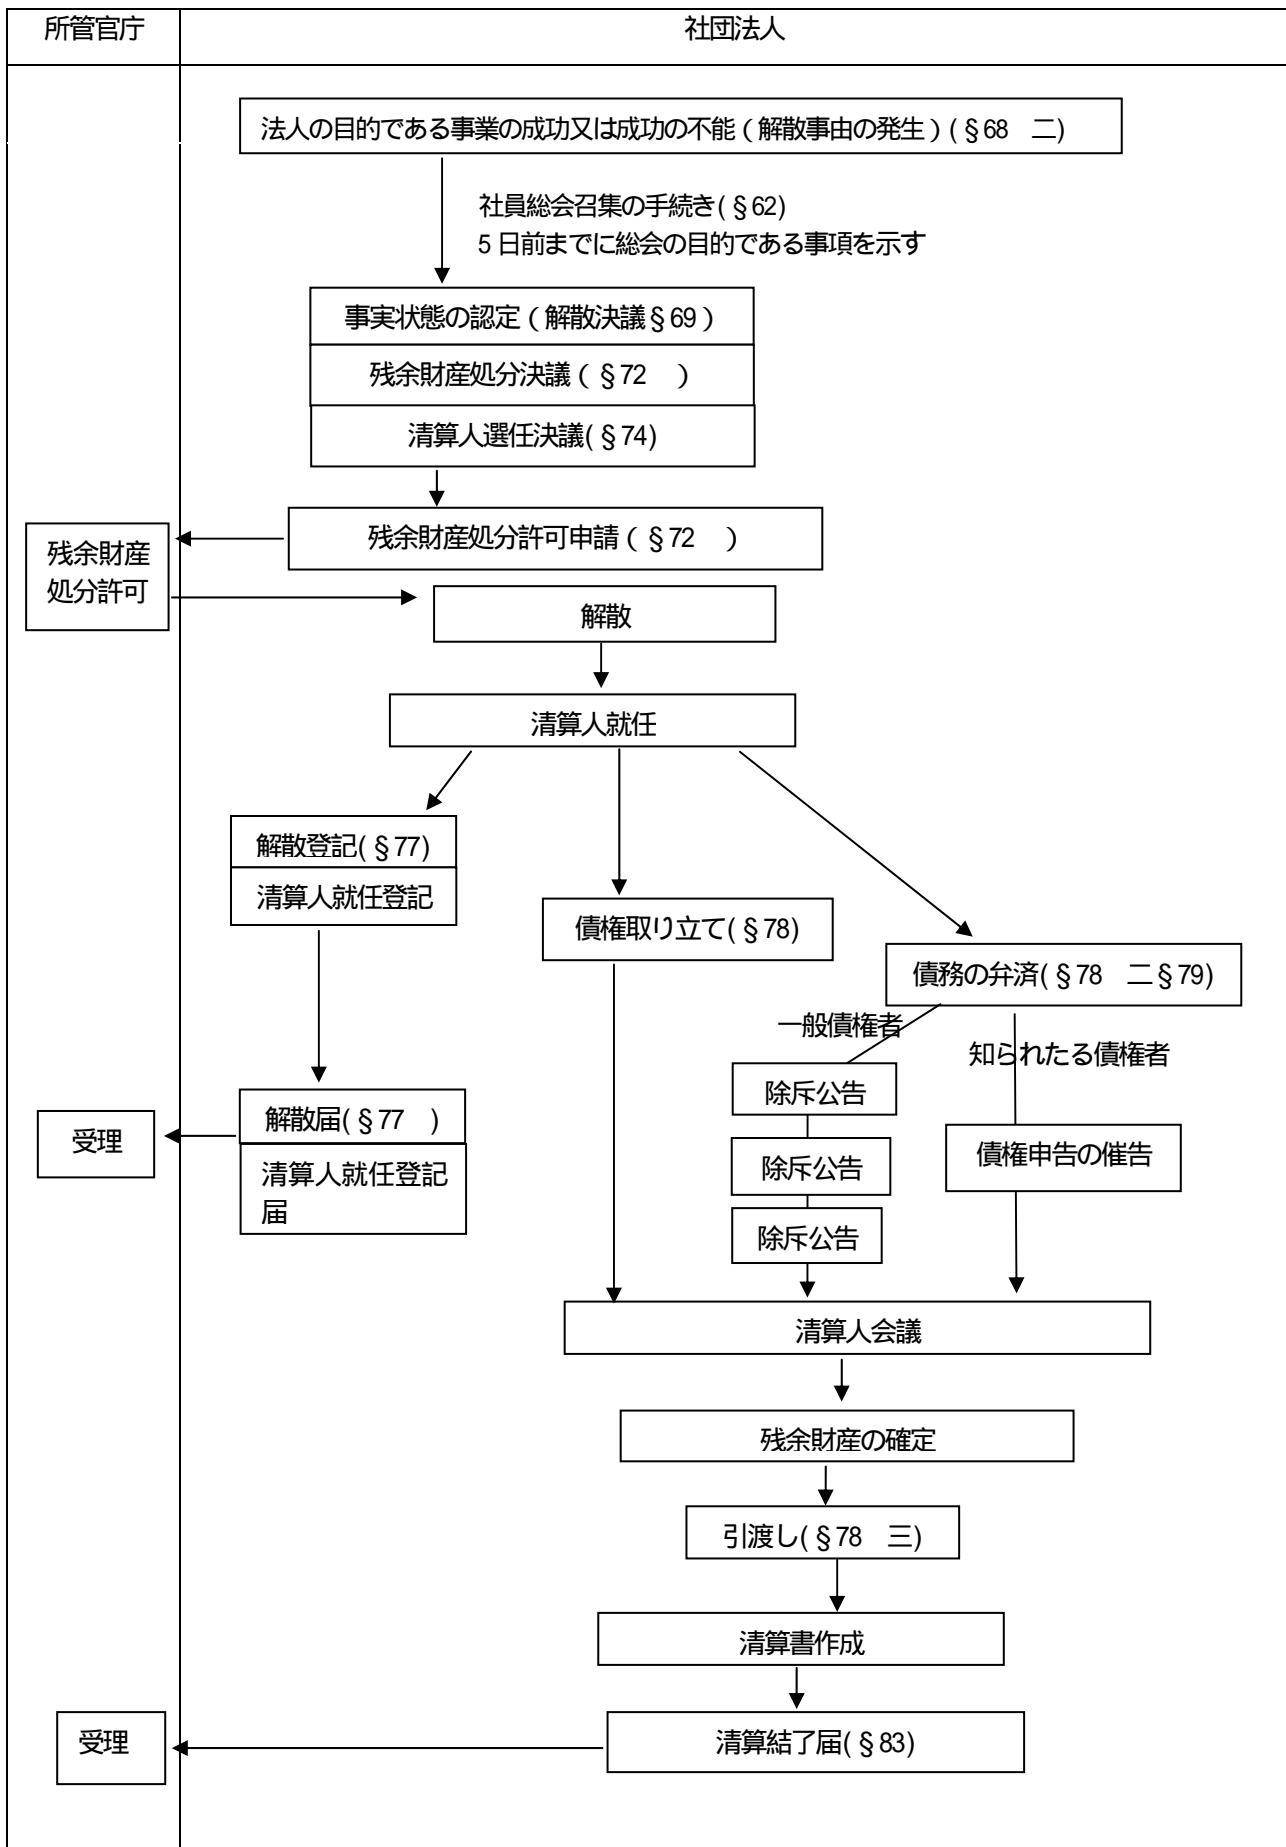 所管官庁
社団法人
法人の目的である事業の成功又は成功の不能(解散事由の発生)(§68 二)
社員総会召集の手続き(§62)
5日前までに総会の目的である事項を示す
事実状態の認定(解散決議§69)
残余財産処分決議(§72 )
清算人選任決議(§74)
残余財産処分許可申請(§72 )
残余財産
処分許可
解散
清算人就任
解散登記(§77)
清算人就任登記
債権取り立て(§78)
債務の弁済(§78 二§79)
一般債権者
知られたる債権者
除斥公告
解散届(§77 )
受理
債権申告の催告
除斥公告
清算人就任登記
届
除斥公告
清算人会議
残余財産の確定
引渡し(§78 三)
清算書作成
清算結了届(§83)
受理